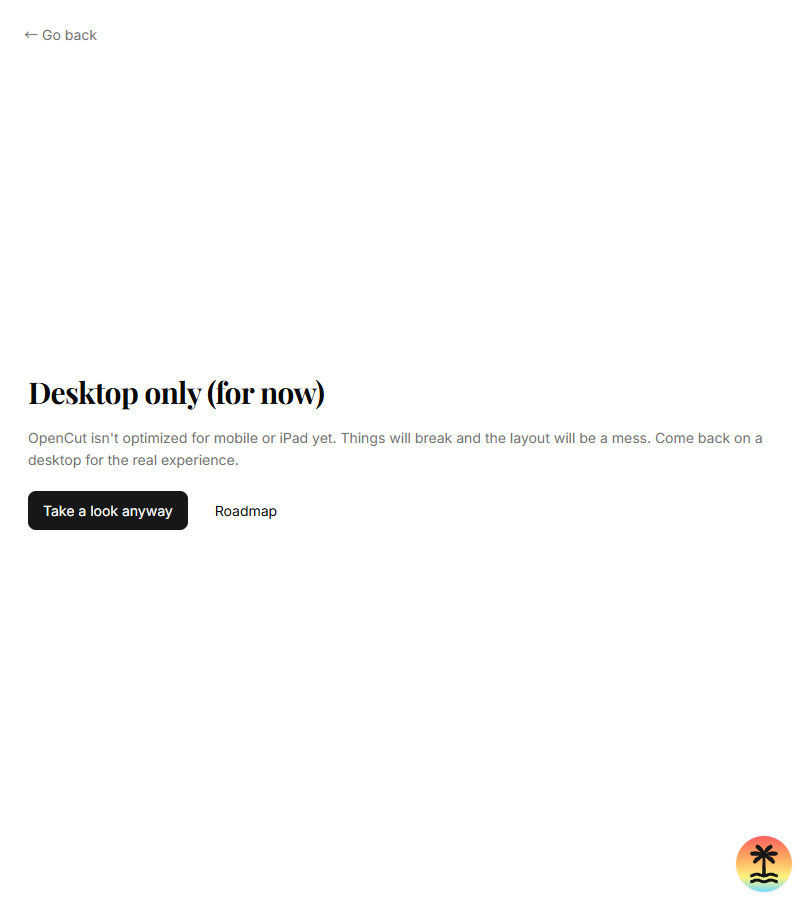 ← Go back
Desktop only (for now)
OpenCut isn't optimized for mobile or iPad yet. Things will break and the layout will be a mess. Come back on a
desktop for the real experience.
Take a look anyway
Roadmap